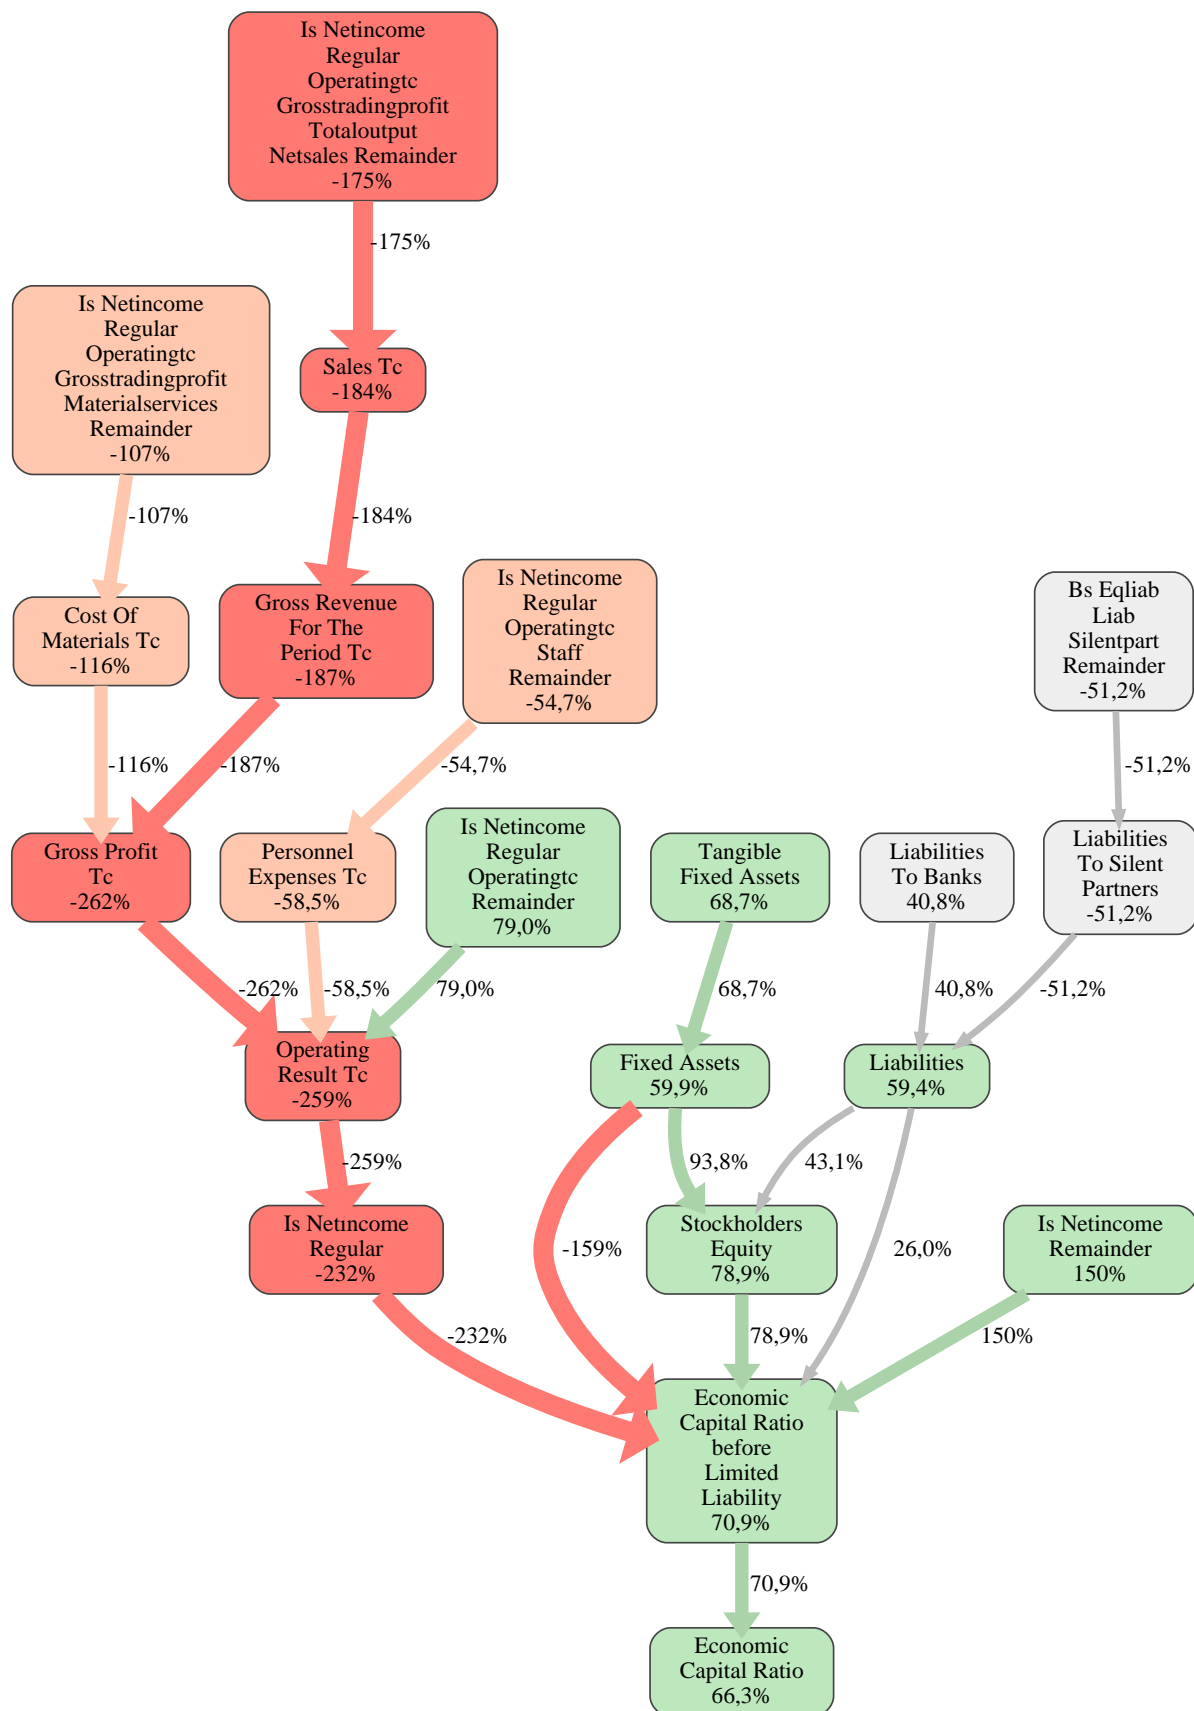 Is Netincome
Regular
Operatingtc
Grosstradingprofit
Totaloutput
Netsales Remainder
-175%
-175%
Is Netincome
Regular
Operatingtc
Grosstradingprofit
Materialservices
Remainder
-107%
Sales Tc
-184%
-107%
-184%
Is Netincome
Regular
Operatingtc
Staff
Remainder
-54,7%
Bs Eqliab
Liab
Silentpart
Remainder
-51,2%
Cost Of
Materials Tc
-116%
Gross Revenue
For The
Period Tc
-187%
-116%
-187%
-54,7%
-51,2%
Gross Profit
Tc
-262%
Personnel
Expenses Tc
-58,5%
Is Netincome
Regular
Operatingtc
Remainder
79,0%
Tangible
Fixed Assets
68,7%
Liabilities
To Banks
40,8%
Liabilities
To Silent
Partners
-51,2%
-262%
-58,5%
79,0%
68,7%
40,8%
-51,2%
Operating
Result Tc
-259%
Fixed Assets
59,9%
Liabilities
59,4%
-259%
93,8%
43,1%
Is Netincome
Regular
-232%
-159%
Stockholders
Equity
78,9%
26,0%
Is Netincome
Remainder
150%
-232%
78,9%
150%
Economic
Capital Ratio
before
Limited
Liability
70,9%
70,9%
Economic
Capital Ratio
66,3%